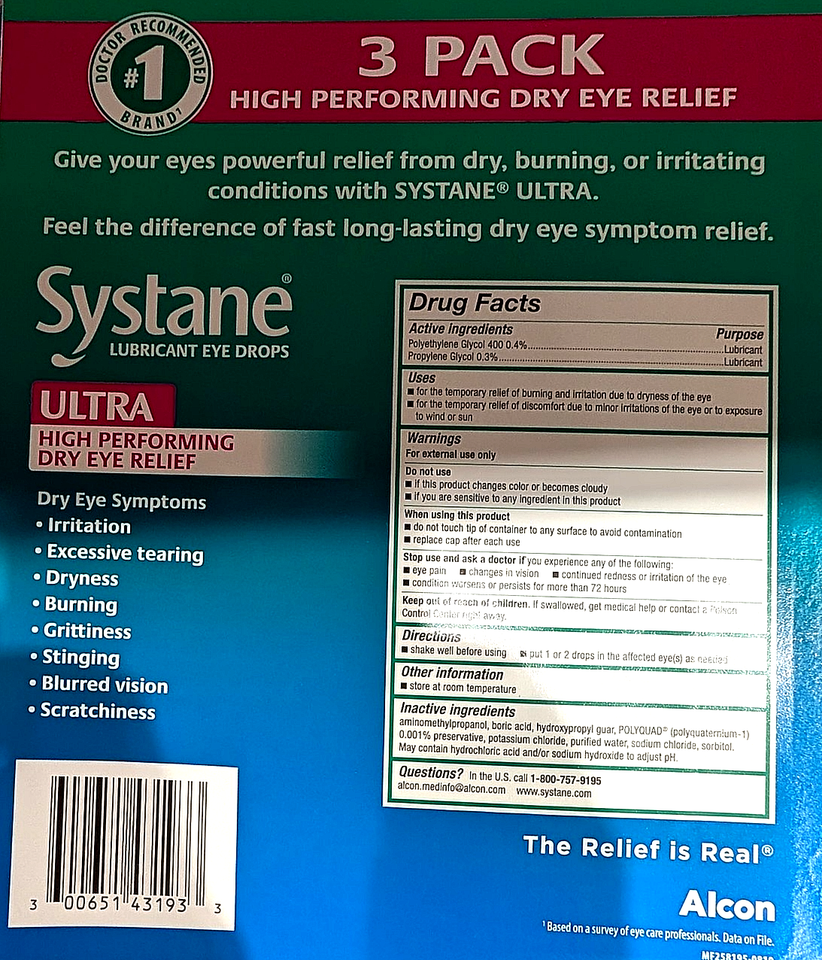 DOCTOR RECOMMENDED
#1
BRAND¹
3 PACK
HIGH PERFORMING DRY EYE RELIEF
Give your eyes powerful relief from dry, burning, or irritating
conditions with SYSTANE® ULTRA.
Feel the difference of fast long-lasting dry eye symptom relief.
Systane®
LUBRICANT EYE DROPS
ULTRA
HIGH PERFORMING
DRY EYE RELIEF
Dry Eye Symptoms
• Irritation
• Excessive tearing
• Dryness
• Burning
• Grittiness
• Stinging
• Blurred vision
• Scratchiness
3 00651 43193 3
Drug Facts
Active ingredients Purpose
Polyethylene Glycol 400 0.4%..........Lubricant
Propylene Glycol 0.3%..........Lubricant
Uses
■ for the temporary relief of burning and irritation due to dryness of the eye
■ for the temporary relief of discomfort due to minor irritations of the eye or to exposure
to wind or sun
Warnings
For external use only
Do not use
■ if this product changes color or becomes cloudy
■ if you are sensitive to any ingredient in this product
When using this product
■ do not touch tip of container to any surface to avoid contamination
■ replace cap after each use
Stop use and ask a doctor if you experience any of the following:
■ eye pain ■ changes in vision ■ continued redness or irritation of the eye
■ condition worsens or persists for more than 72 hours
Keep out of reach of children. If swallowed, get medical help or contact a Poison
Control Center right away.
Directions
■ shake well before using ■ put 1 or 2 drops in the affected eye(s) as needed
Other information
■ store at room temperature
Inactive ingredients
aminomethylpropanol, boric acid, hydroxypropyl guar, POLYQUAD® (polyquaternium-1)
0.001% preservative, potassium chloride, purified water, sodium chloride, sorbitol.
May contain hydrochloric acid and/or sodium hydroxide to adjust pH.
Questions? In the U.S. call 1-800-757-9195
alcon.medinfo@alcon.com www.systane.com
The Relief is Real®
Alcon
¹ Based on a survey of eye care professionals. Data on File.